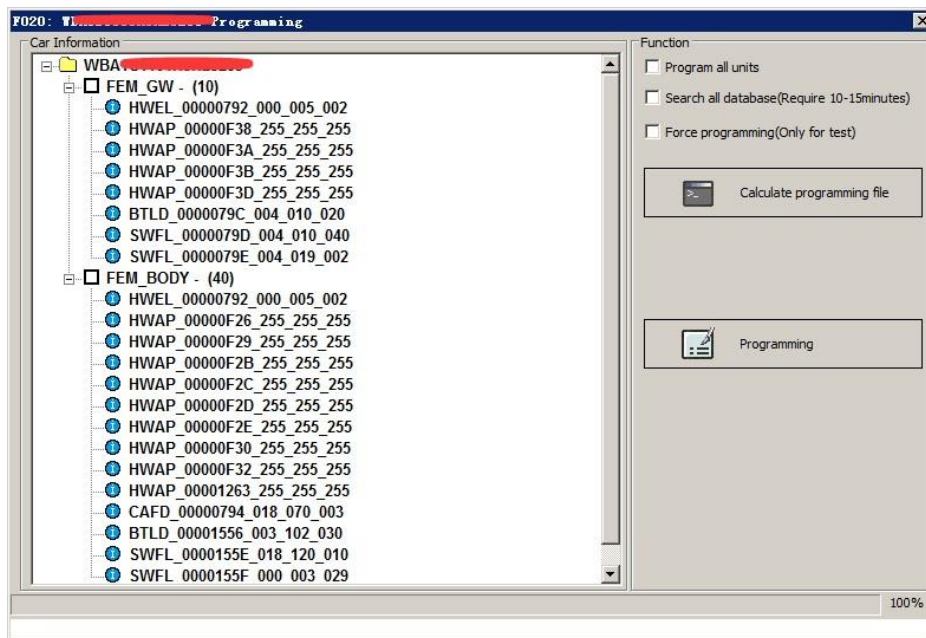 F020: Programming
Car Information
WBA
FEM_GW - (10)
HWEL_00000792_000_005_002
HWAP_00000F38_255_255_255
HWAP_00000F3A_255_255_255
HWAP_00000F3B_255_255_255
HWAP_00000F3D_255_255_255
BTLD_0000079C_004_010_020
SWFL_0000079D_004_010_040
SWFL_0000079E_004_019_002
FEM_BODY - (40)
HWEL_00000792_000_005_002
HWAP_00000F26_255_255_255
HWAP_00000F29_255_255_255
HWAP_00000F2B_255_255_255
HWAP_00000F2C_255_255_255
HWAP_00000F2D_255_255_255
HWAP_00000F2E_255_255_255
HWAP_00000F30_255_255_255
HWAP_00000F32_255_255_255
HWAP_00001263_255_255_255
CAFD_00000794_018_070_003
BTLD_00001556_003_102_030
SWFL_0000155E_018_120_010
SWFL_0000155F_000_003_029
Function
Program all units
Search all database(Require 10-15minutes)
Force programming(Only for test)
Calculate programming file
Programming
100%